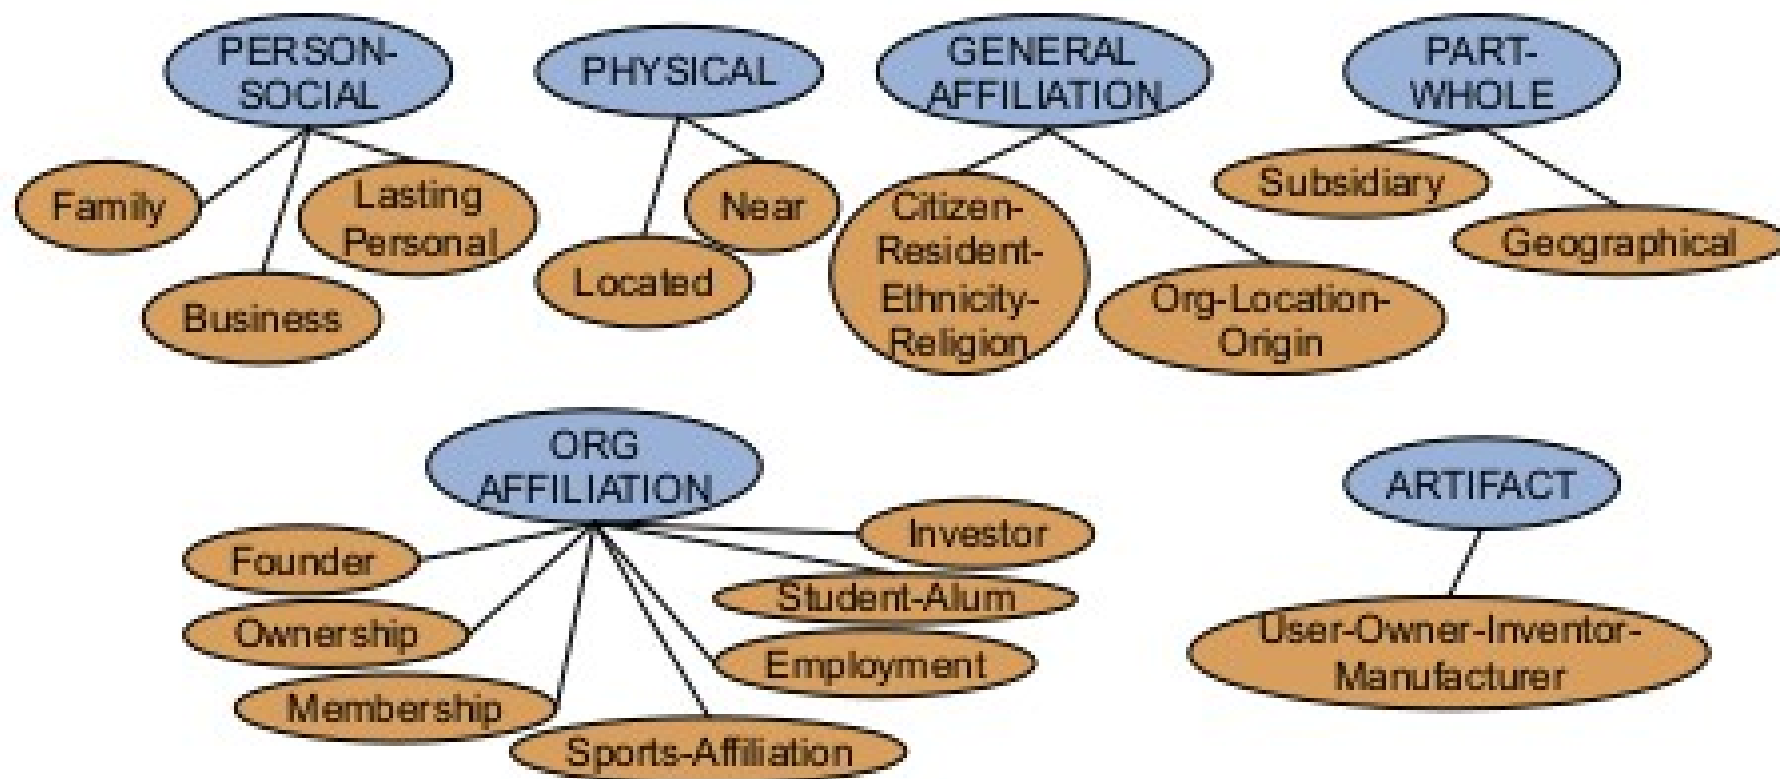 PERSON-
SOCIAL
PHYSICAL
GENERAL
AFFILIATION
PART-
WHOLE
Family
Lasting
Personal
Business
Near
Located
Citizen-
Resident-
Ethnicity-
Religion
Org-Location-
Origin
Subsidiary
Geographical
ORG
AFFILIATION
Founder
Ownership
Membership
Sports-Affiliation
Employment
Student-Alum
Investor
ARTIFACT
User-Owner-Inventor-
Manufacturer